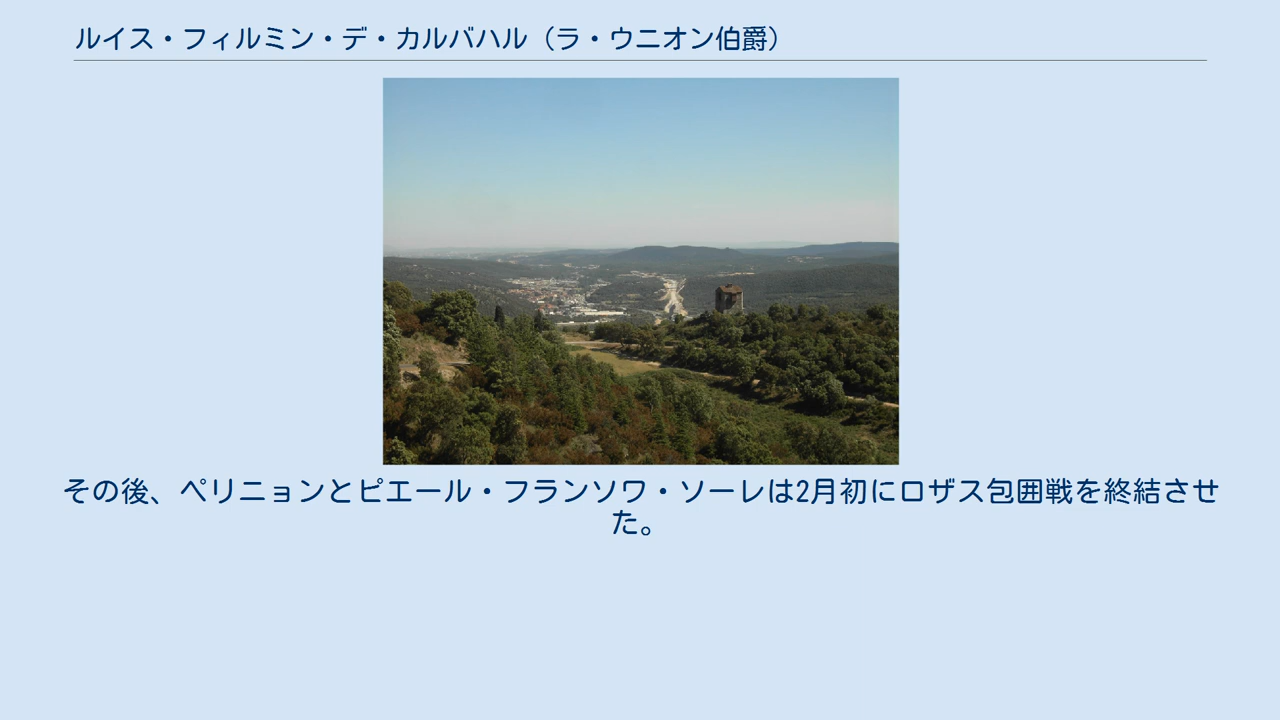 ルイス・フィルミン・デ・カルバハル（ラ・ウニオン伯爵）
その後、ペリニョンとピエール・フランソワ・ソーレは2月初にロザス包囲戦を終結させ
た。